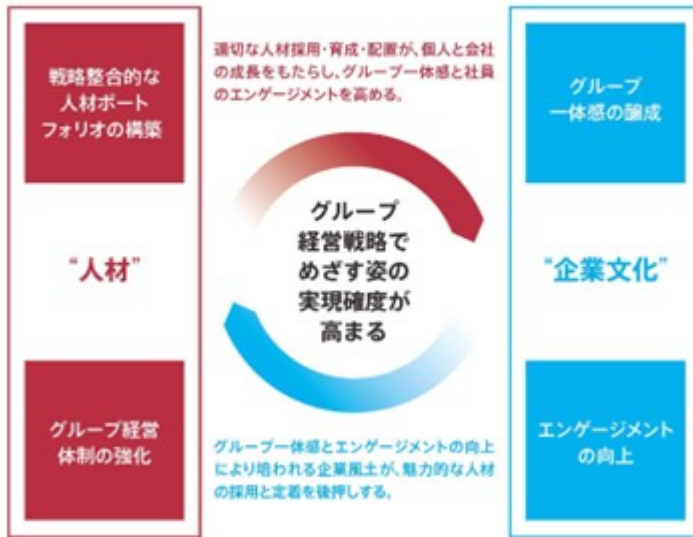 戦略整合的な
人材ポート
フォリオの構築
“人材”
グループ経営
体制の強化
適切な人材採用・育成・配置が、個人と会社
の成長をもたらし、グループ一体感と社員
のエンゲージメントを高める。
グループ
経営戦略で
めざす姿の
実現確度が
高まる
グループ一体感とエンゲージメントの向上
により培われる企業風土が、魅力的な人材
の採用と定着を後押しする。
グループ
一体感の醸成
“企業文化”
エンゲージメント
の向上